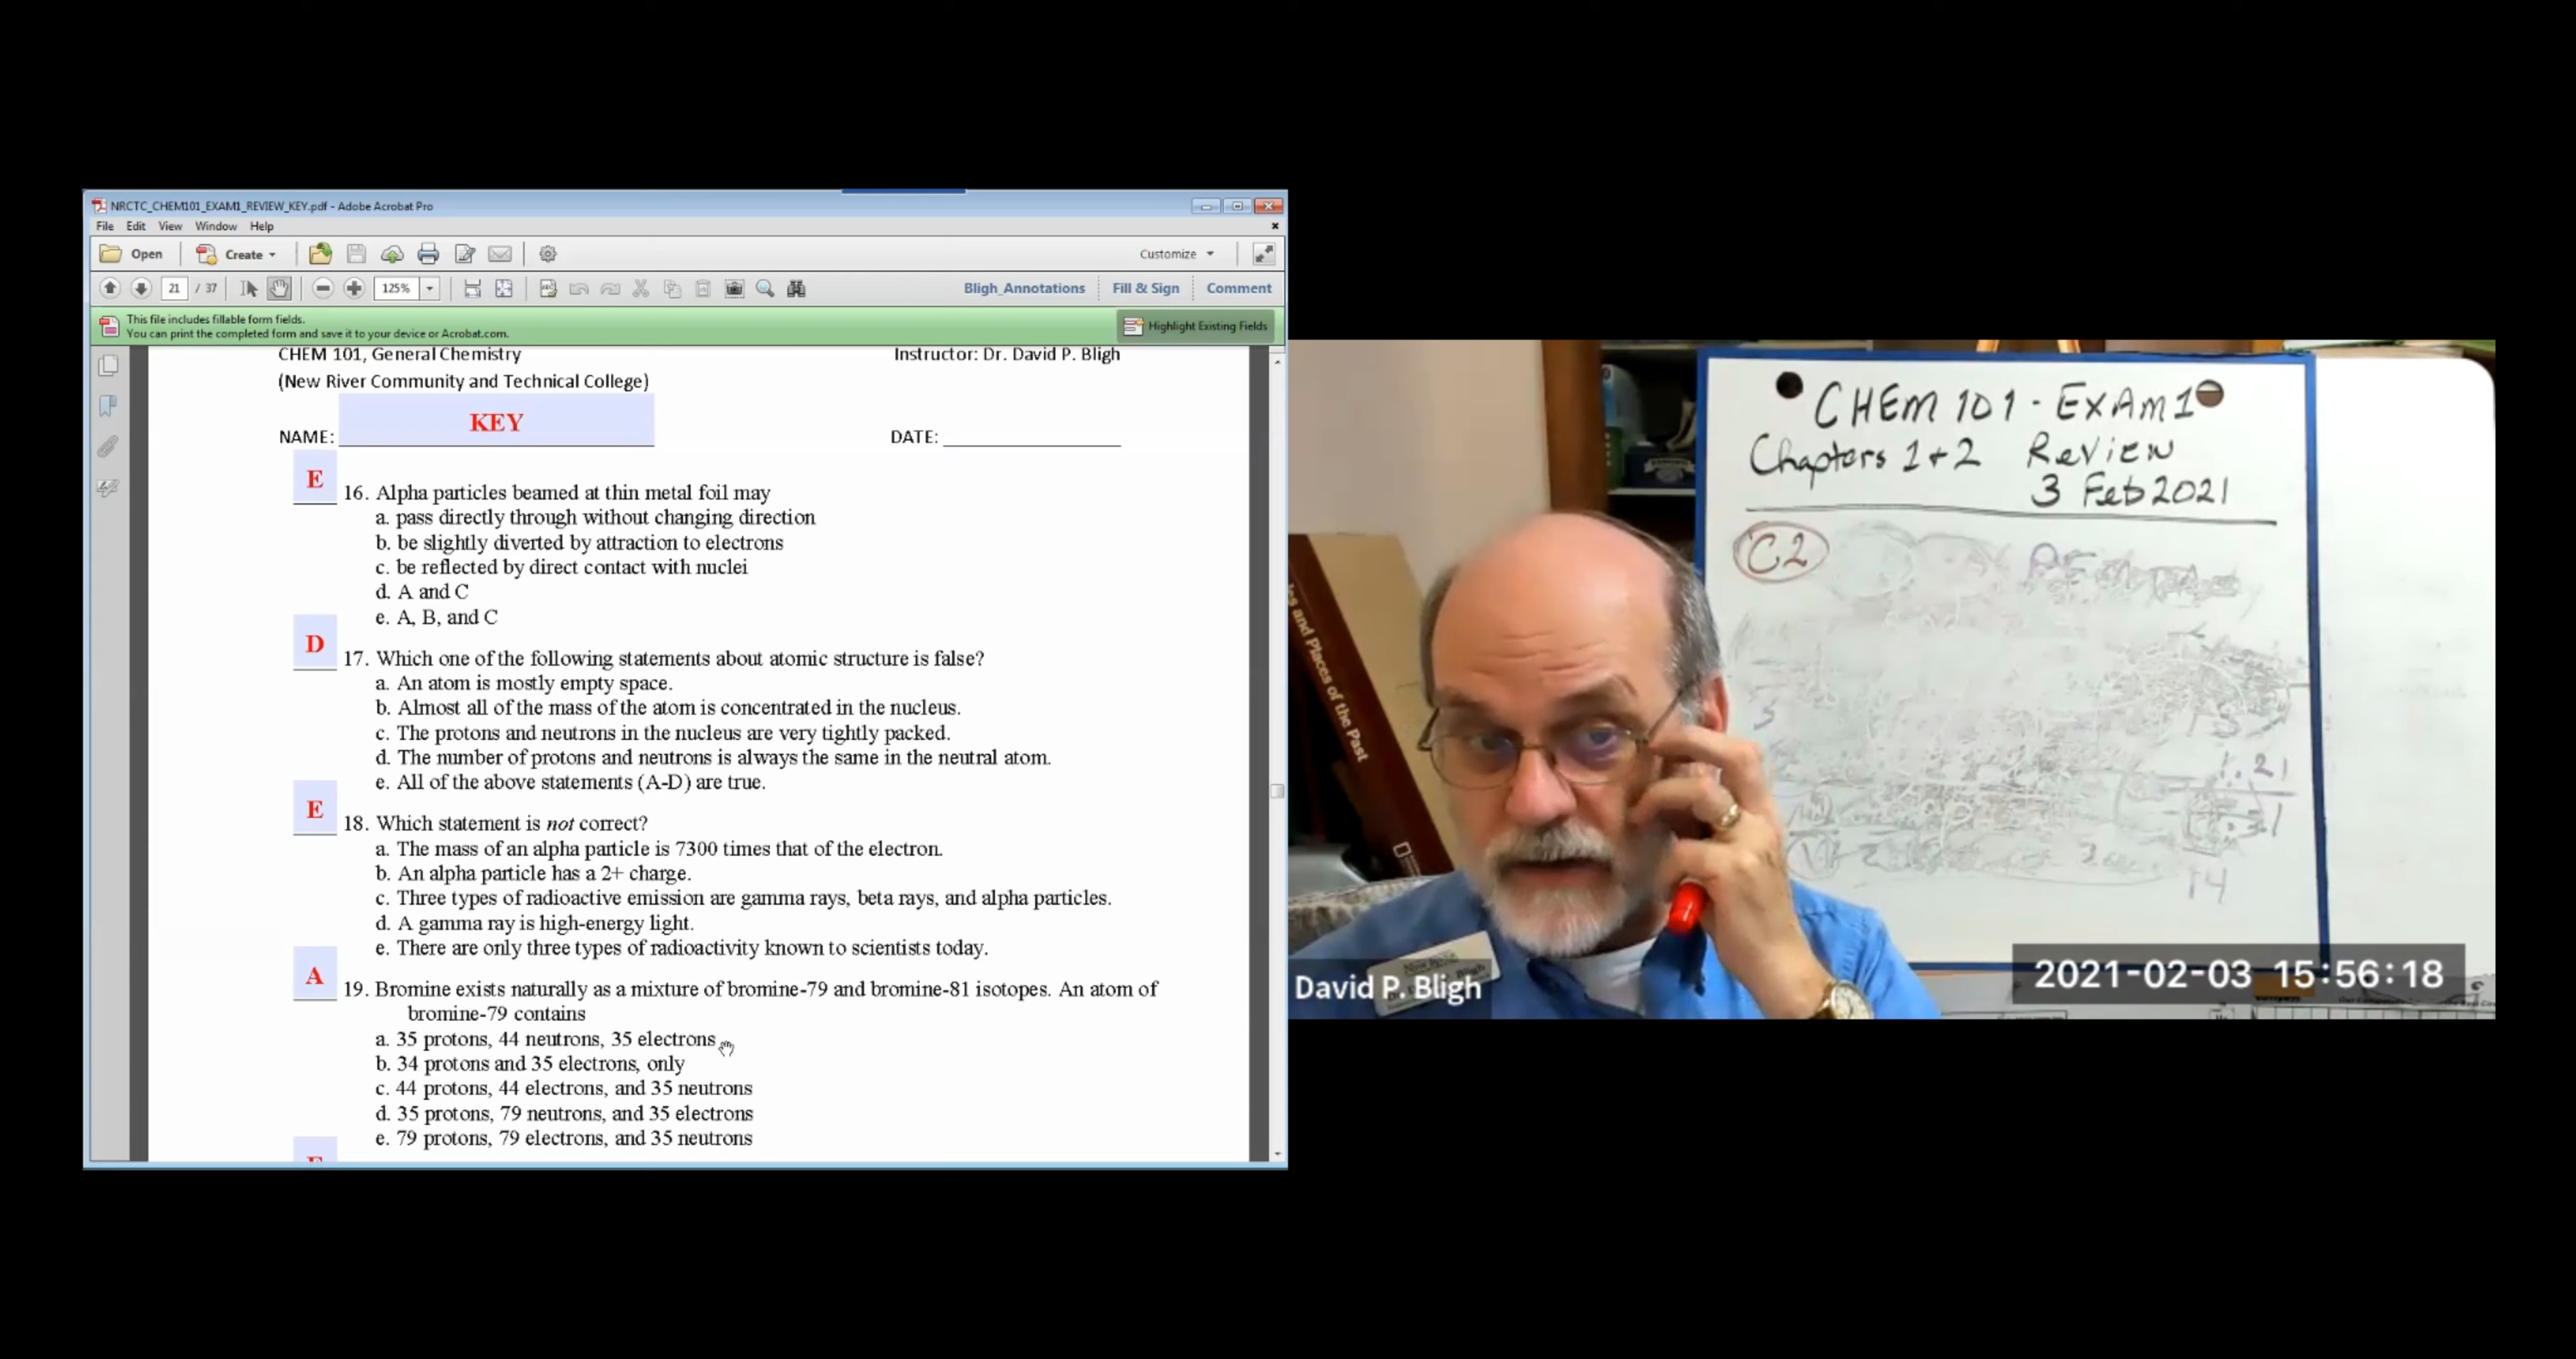 NRCTC_CHEM101_EXAM1_REVIEW_KEY.pdf - Adobe Acrobat Pro
File Edit View Window Help
Open Create Customize
21 / 37 125% Bligh_Annotations Fill & Sign Comment
This file includes fillable form fields.
You can print the completed form and save it to your device or Acrobat.com.
Highlight Existing Fields
CHEM 101, General Chemistry Instructor: Dr. David P. Bligh
(New River Community and Technical College)
KEY
NAME: DATE:
E
16. Alpha particles beamed at thin metal foil may
a. pass directly through without changing direction
b. be slightly diverted by attraction to electrons
c. be reflected by direct contact with nuclei
d. A and C
e. A, B, and C
D
17. Which one of the following statements about atomic structure is false?
a. An atom is mostly empty space.
b. Almost all of the mass of the atom is concentrated in the nucleus.
c. The protons and neutrons in the nucleus are very tightly packed.
d. The number of protons and neutrons is always the same in the neutral atom.
e. All of the above statements (A-D) are true.
E
18. Which statement is not correct?
a. The mass of an alpha particle is 7300 times that of the electron.
b. An alpha particle has a 2+ charge.
c. Three types of radioactive emission are gamma rays, beta rays, and alpha particles.
d. A gamma ray is high-energy light.
e. There are only three types of radioactivity known to scientists today.
A
19. Bromine exists naturally as a mixture of bromine-79 and bromine-81 isotopes. An atom of
bromine-79 contains
a. 35 protons, 44 neutrons, 35 electrons
b. 34 protons and 35 electrons, only
c. 44 protons, 44 electrons, and 35 neutrons
d. 35 protons, 79 neutrons, and 35 electrons
e. 79 protons, 79 electrons, and 35 neutrons
CHEM 101 - EXAM 1
Chapters 1+2 Review
3 Feb 2021
C2
and Places of the Past
David P. Bligh
2021-02-03 15:56:18